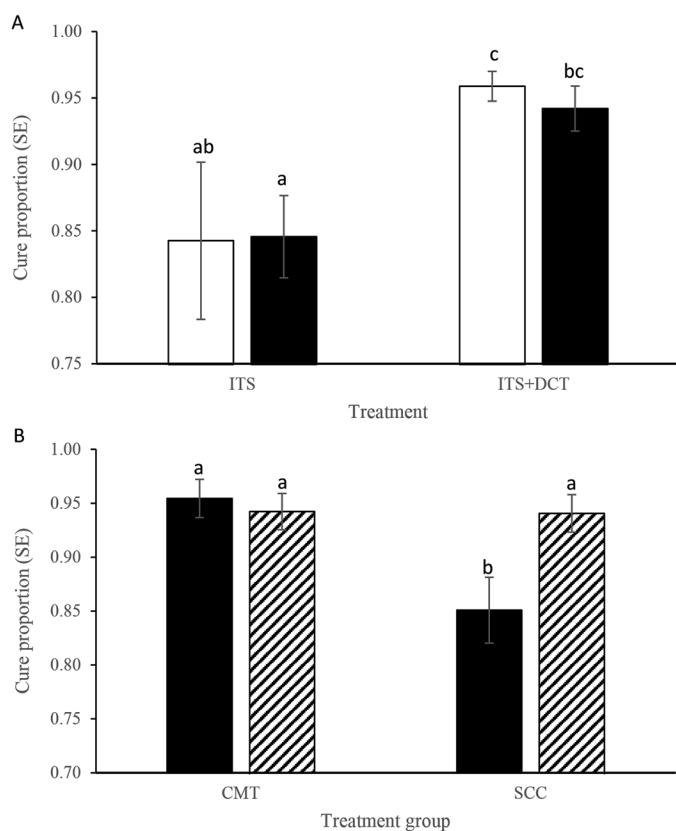 A
Cure proportion (SE)
1.00
0.95
0.90
0.85
0.80
0.75
ab
a
c
bc
ITS
ITS+DCT
Treatment
B
Cure proportion (SE)
1.00
0.95
0.90
0.85
0.80
0.75
0.70
a
a
b
a
CMT
SCC
Treatment group